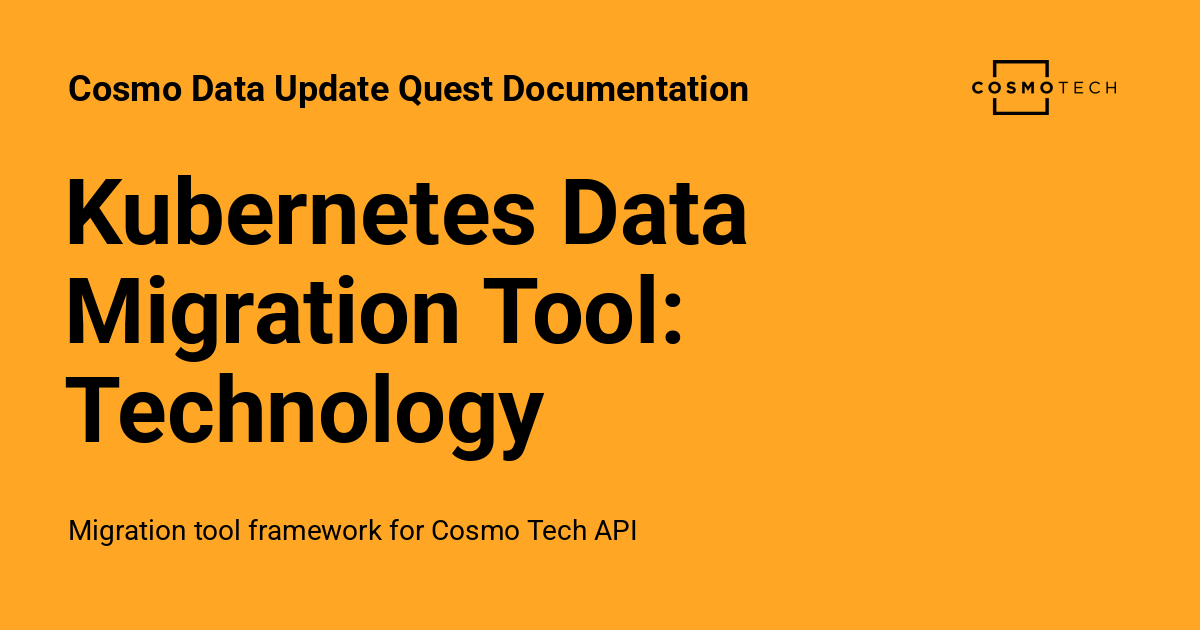 Cosmo Data Update Quest Documentation
COSMOTECH
Kubernetes Data
Migration Tool:
Technology
Migration tool framework for Cosmo Tech API